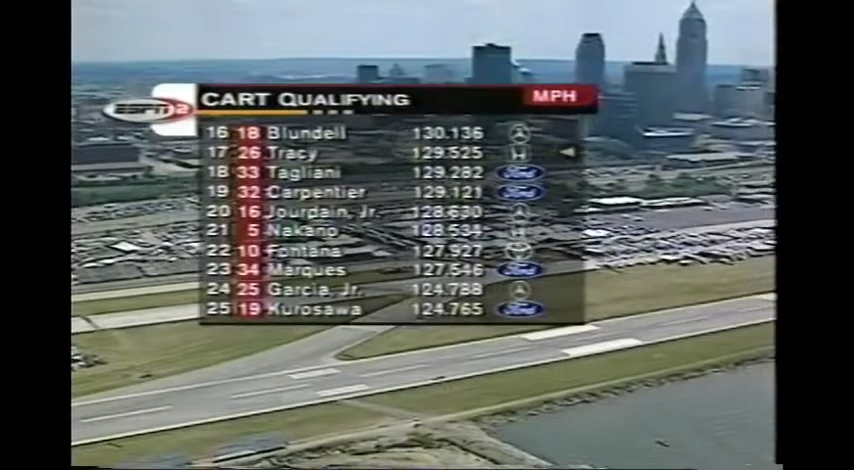 ESPN 2 CART QUALIFYING MPH
16 18 Blundell 130.136
17 26 Tracy 129.525
18 33 Tagliani 129.282 Ford
19 32 Carpentier 129.121 Ford
20 16 Jourdain, Jr. 128.630
21 5 Nakano 128.534
22 10 Fontana 127.927
23 34 Marques 127.546 Ford
24 25 Garcia, Jr. 124.788
25 19 Kurosawa 124.765 Ford